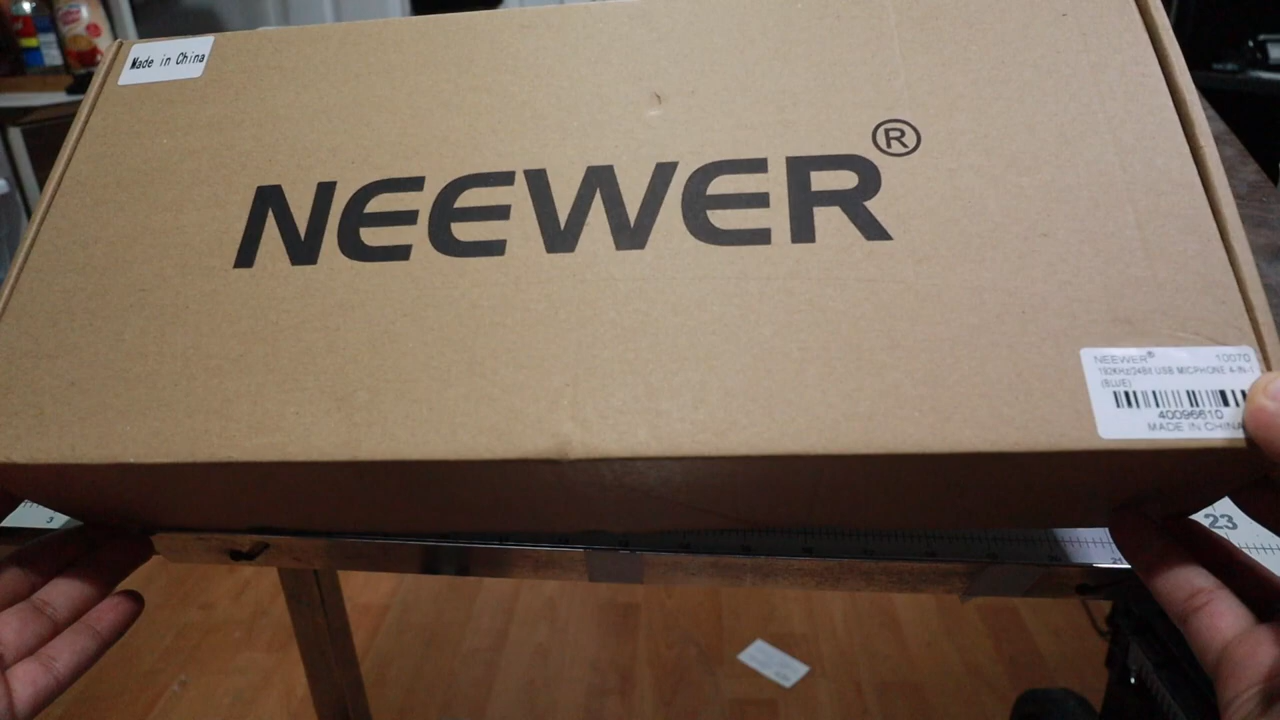 Made in China
NEEWER®
NEEWER® 10070
192KHz/24Bit USB MICPHONE 4-IN-1
(BLUE)
40096610
MADE IN CHINA
3
23